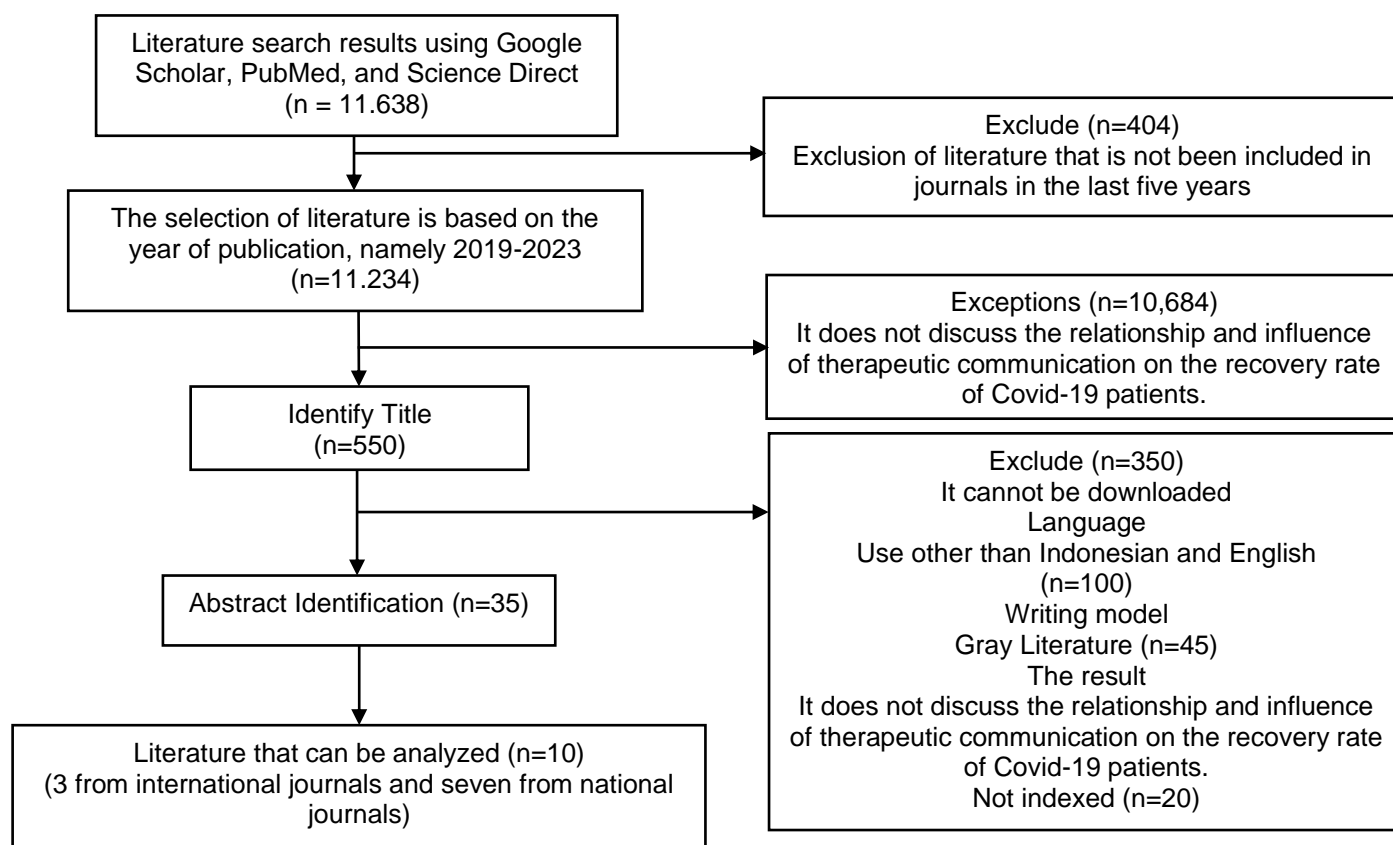 Literature search results using Google
Scholar, PubMed, and Science Direct
(n = 11.638)
Exclude (n=404)
Exclusion of literature that is not been included in
journals in the last five years
The selection of literature is based on the
year of publication, namely 2019-2023
(n=11.234)
Exceptions (n=10,684)
It does not discuss the relationship and influence
of therapeutic communication on the recovery rate
of Covid-19 patients.
Identify Title
(n=550)
Exclude (n=350)
It cannot be downloaded
Language
Use other than Indonesian and English
(n=100)
Writing model
Gray Literature (n=45)
The result
It does not discuss the relationship and influence
of therapeutic communication on the recovery rate
of Covid-19 patients.
Not indexed (n=20)
Abstract Identification (n=35)
Literature that can be analyzed (n=10)
(3 from international journals and seven from national
journals)